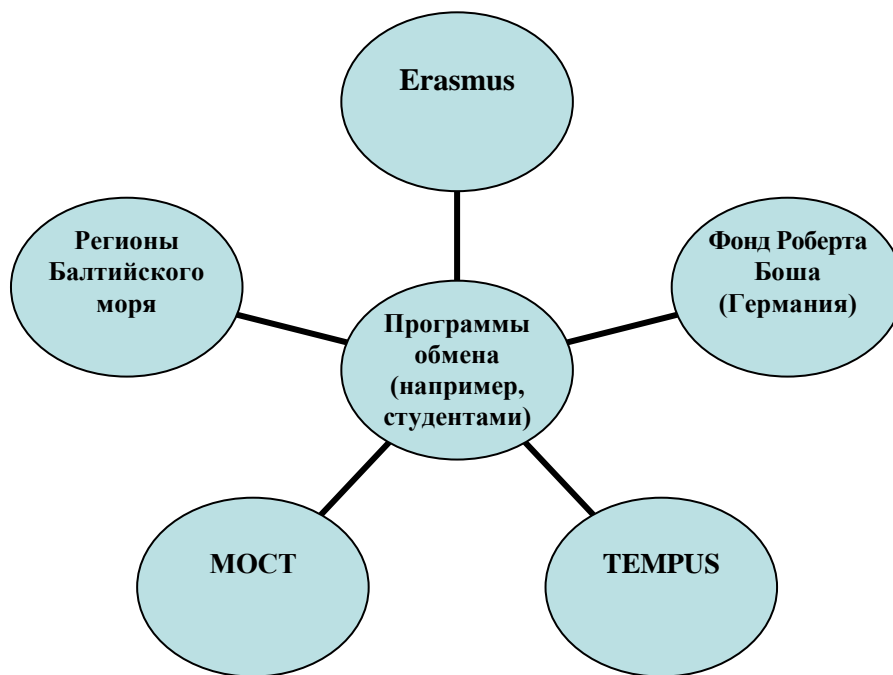 Erasmus
Регионы
Балтийского
моря
Фонд Роберта
Боша
(Германия)
Программы
обмена
(например,
студентами)
МОСТ
TEMPUS